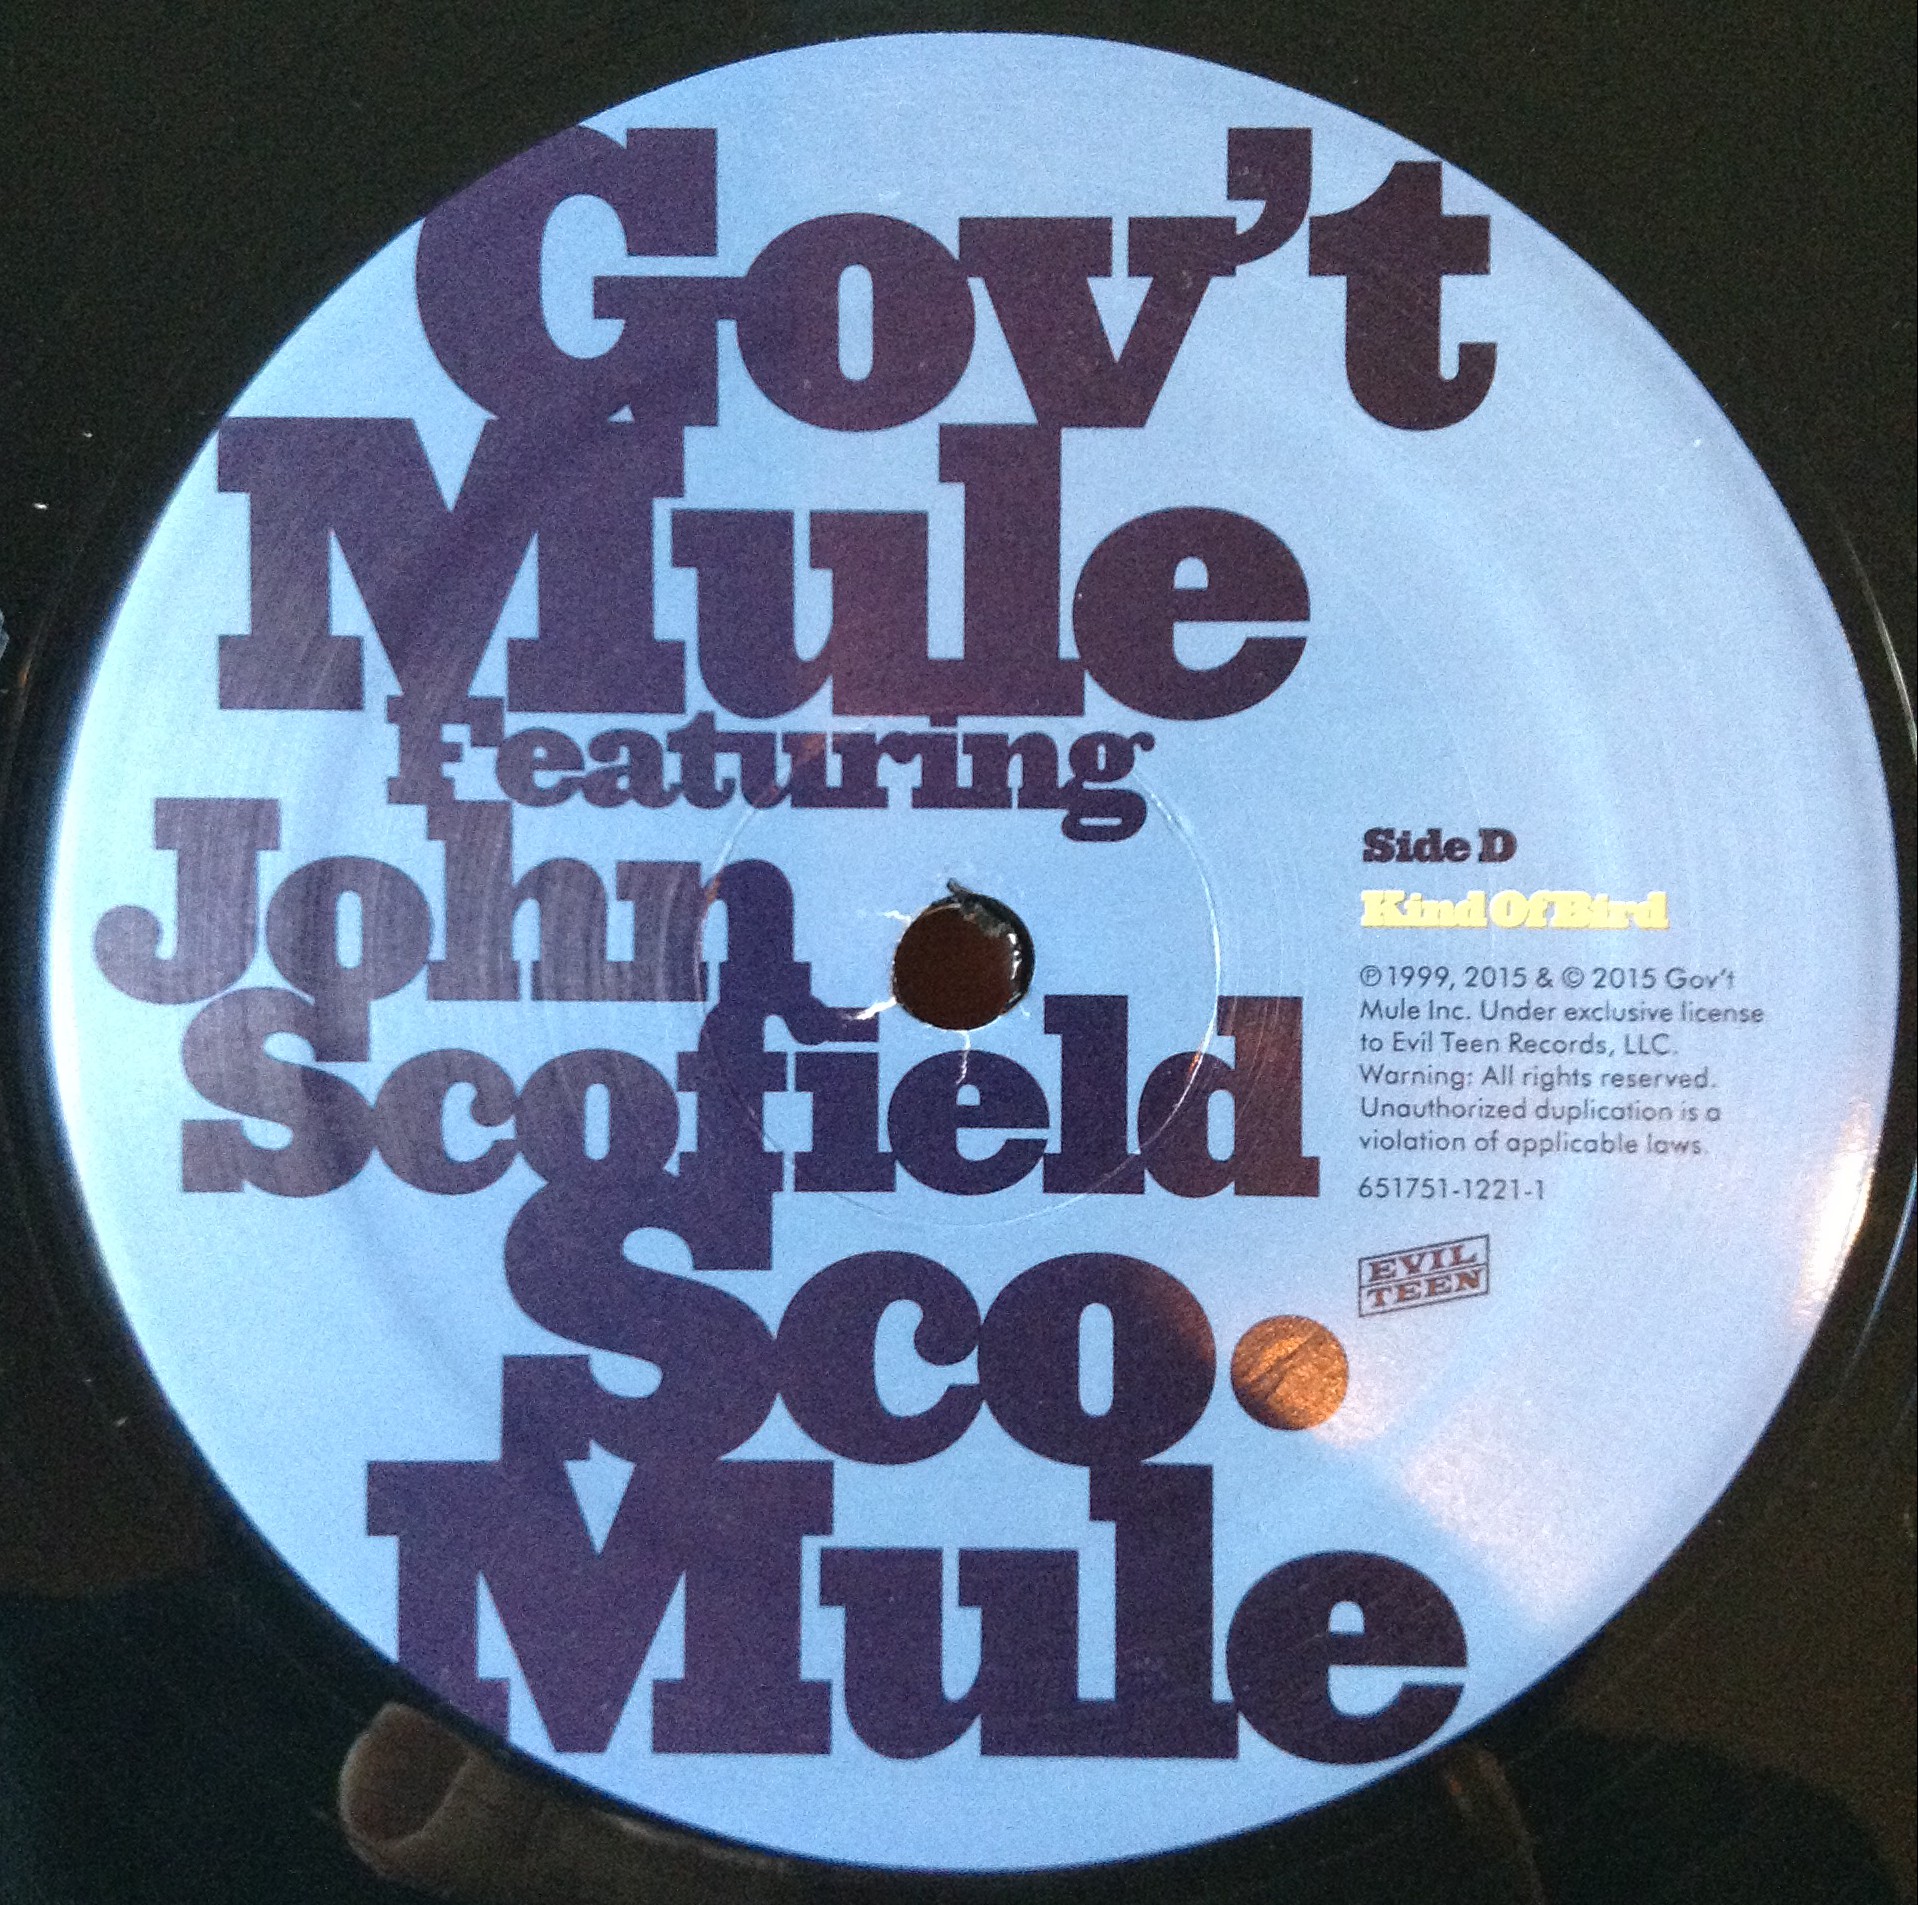 Gov't
Mule
Featuring
John
Scofield
Sco.
Mule
Side D
Kind Of Bird
℗ 1999, 2015 & © 2015 Gov't
Mule Inc. Under exclusive license
to Evil Teen Records, LLC.
Warning: All rights reserved.
Unauthorized duplication is a
violation of applicable laws.
651751-1221-1
EVIL
TEEN